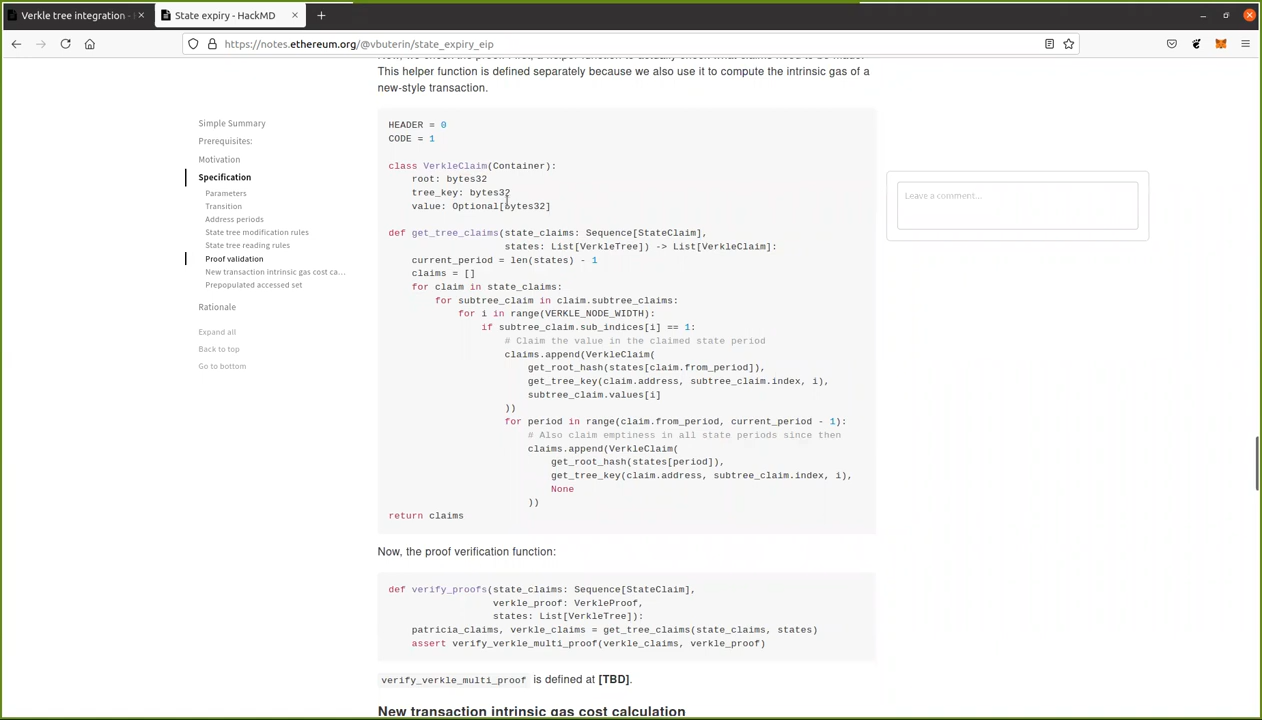 Verkle tree integration -
State expiry - HackMD
https://notes.ethereum.org/@vbuterin/state_expiry_eip
This helper function is defined separately because we also use it to compute the intrinsic gas of a
new-style transaction.
Simple Summary
Prerequisites:
Motivation
Specification
Parameters
Transition
Address periods
State tree modification rules
State tree reading rules
Proof validation
New transaction intrinsic gas cost ca...
Prepopulated accessed set
Rationale
Expand all
Back to top
Go to bottom
HEADER = 0
CODE = 1
class VerkleClaim(Container):
root: bytes32
tree_key: bytes32
value: Optional[bytes32]
def get_tree_claims(state_claims: Sequence[StateClaim],
states: List[VerkleTree]) -> List[VerkleClaim]:
current_period = len(states) - 1
claims = []
for claim in state_claims:
for subtree_claim in claim.subtree_claims:
for i in range(VERKLE_NODE_WIDTH):
if subtree_claim.sub_indices[i] == 1:
# Claim the value in the claimed state period
claims.append(VerkleClaim(
get_root_hash(states[claim.from_period]),
get_tree_key(claim.address, subtree_claim.index, i),
subtree_claim.values[i]
))
for period in range(claim.from_period, current_period - 1):
# Also claim emptiness in all state periods since then
claims.append(VerkleClaim(
get_root_hash(states[period]),
get_tree_key(claim.address, subtree_claim.index, i),
None
))
return claims
Now, the proof verification function:
def verify_proofs(state_claims: Sequence[StateClaim],
verkle_proof: VerkleProof,
states: List[VerkleTree]):
patricia_claims, verkle_claims = get_tree_claims(state_claims, states)
assert verify_verkle_multi_proof(verkle_claims, verkle_proof)
verify_verkle_multi_proof is defined at [TBD].
New transaction intrinsic gas cost calculation
Leave a comment...